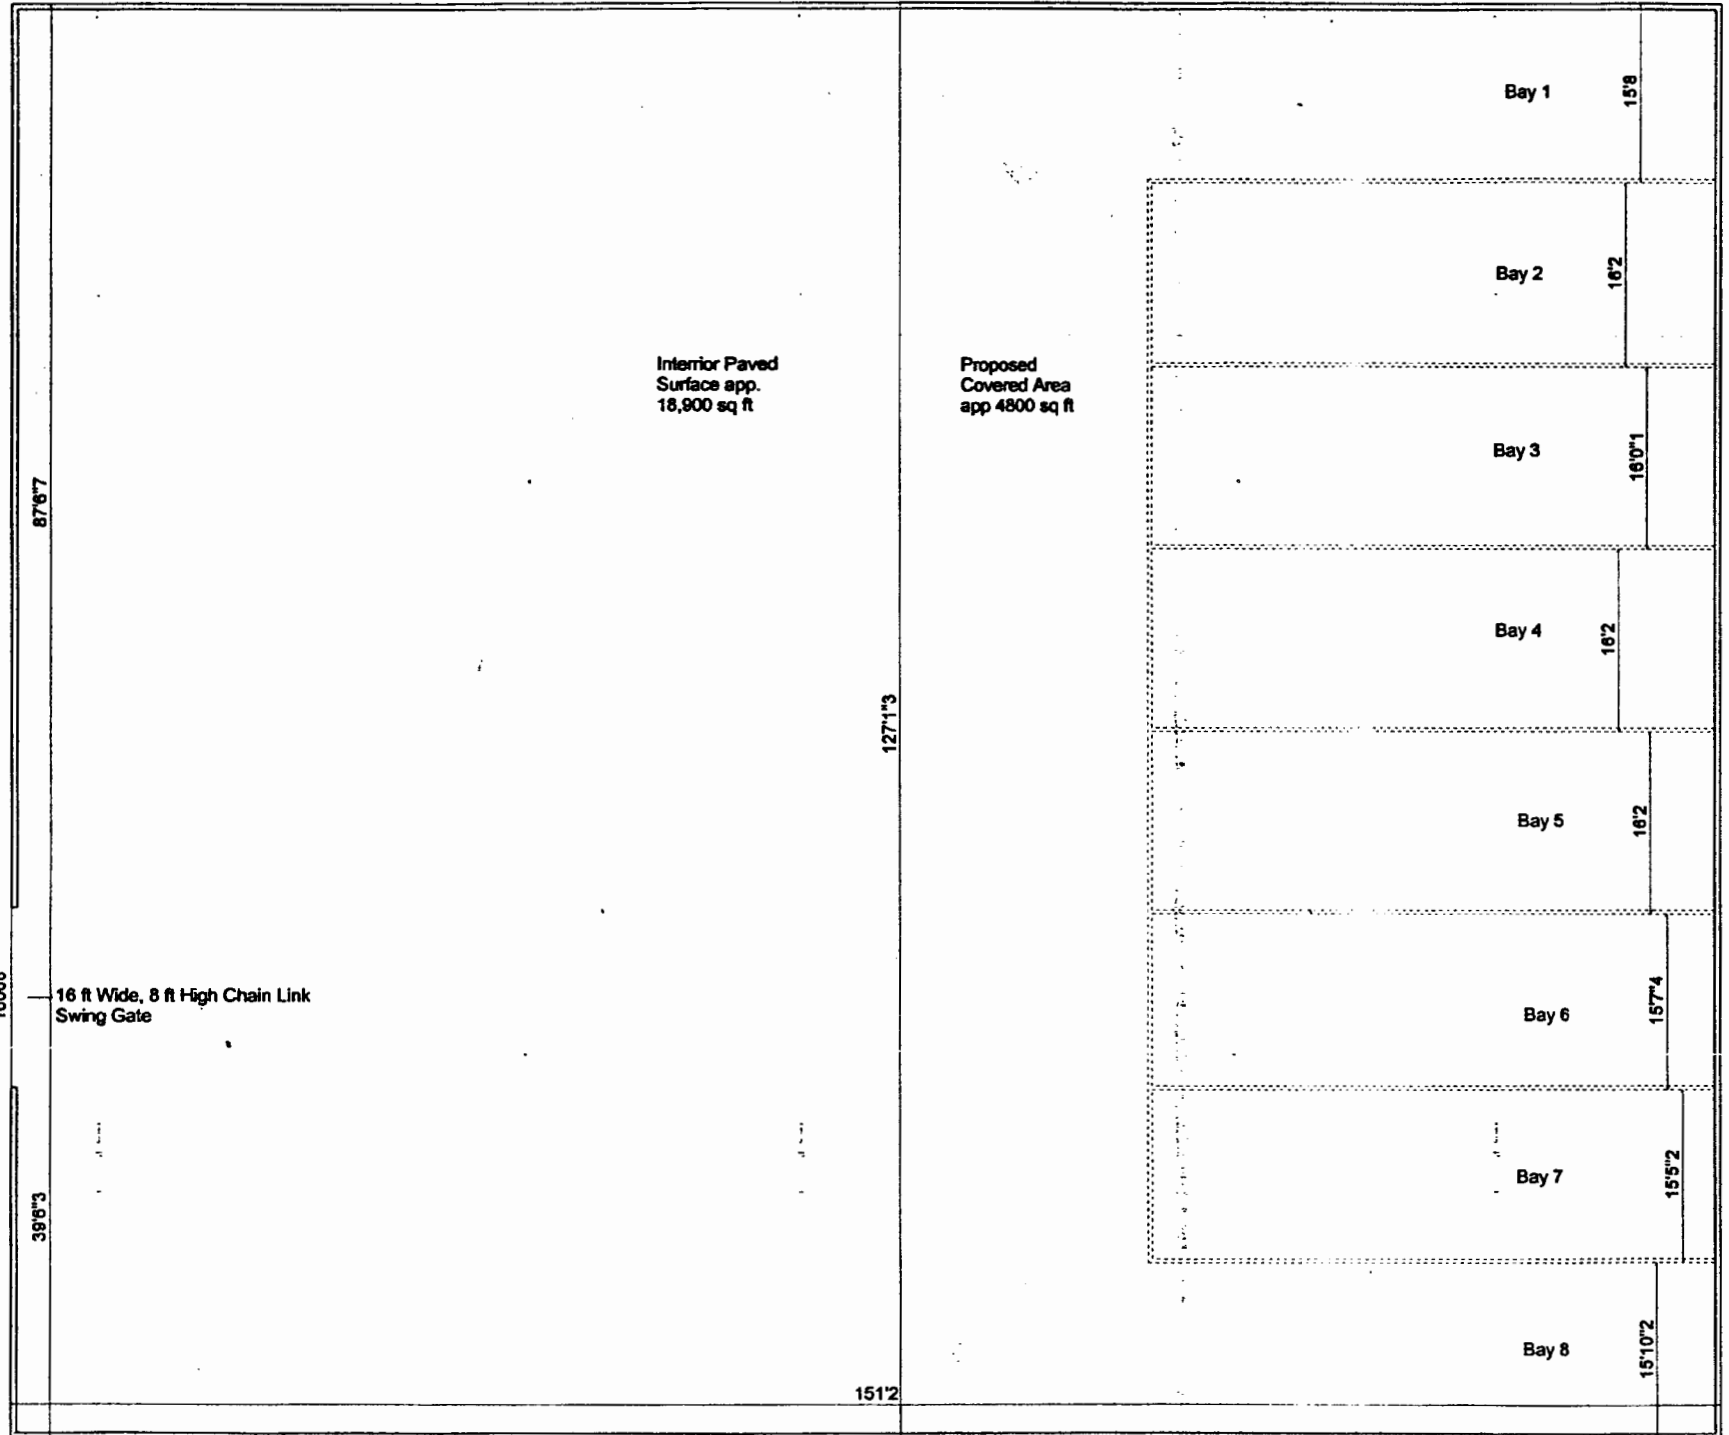 Bay 1
15'8
Bay 2
16'2
Interrior Paved
Surface app.
18,900 sq ft
Proposed
Covered Area
app 4800 sq ft
Bay 3
16'0"1
87'6"7
Bay 4
16'2
127'1"3
Bay 5
16'2
16 ft Wide, 8 ft High Chain Link
Swing Gate
Bay 6
15'7"4
Bay 7
15'5"2
39'6"3
Bay 8
15'10"2
151'2